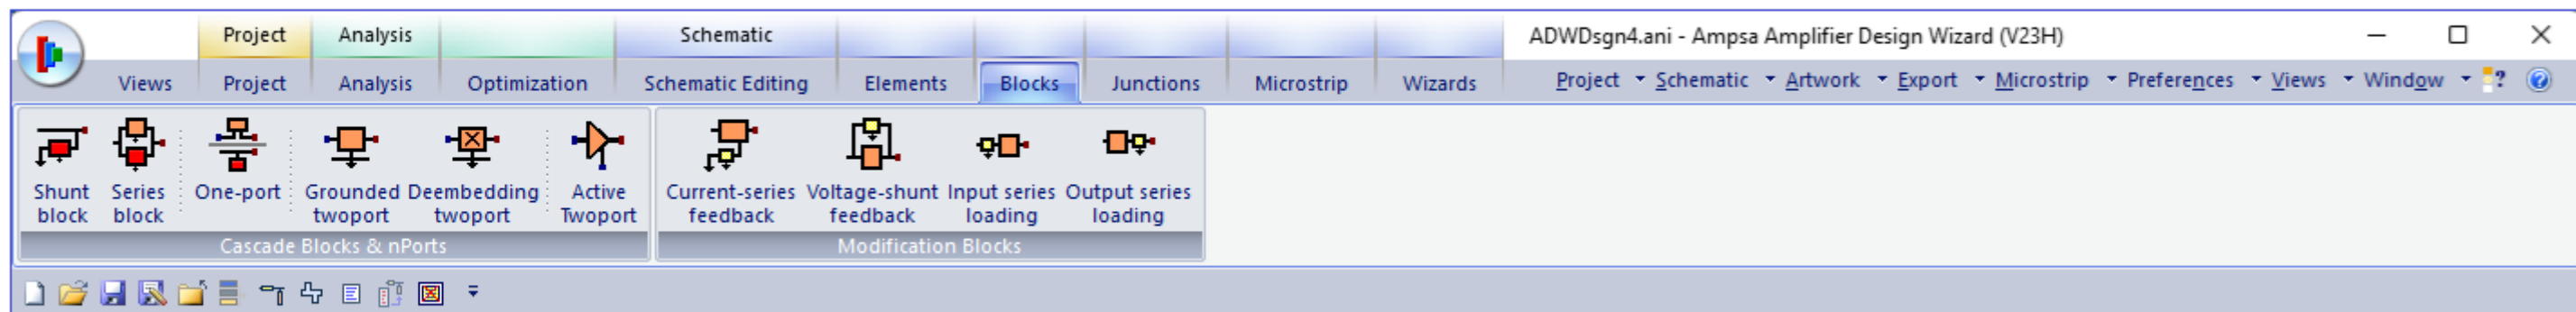 Project Analysis Schematic ADWDsgn4.ani - Ampsa Amplifier Design Wizard (V23H)
Views Project Analysis Optimization Schematic Editing Elements Blocks Junctions Microstrip Wizards Project Schematic Artwork Export Microstrip Preferences Views Window ?
Shunt block
Series block
One-port
Grounded twoport
Deembedding twoport
Active Twoport
Current-series feedback
Voltage-shunt feedback
Input series loading
Output series loading
Cascade Blocks & nPorts
Modification Blocks